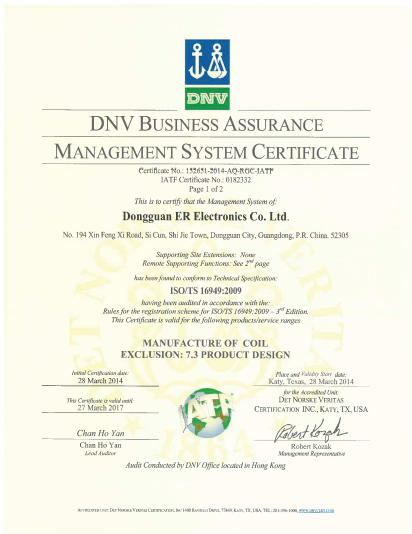 DNV
DNV BUSINESS ASSURANCE
MANAGEMENT SYSTEM CERTIFICATE
Certificate No.: 152651-2014-AQ-RGC-IATF
IATF Certificate No.: 0182332
Page 1 of 2
This is to certify that the Management System of:
Dongguan ER Electronics Co. Ltd.
No. 194 Xin Feng Xi Road, Si Cun, Shi Jie Town, Dongguan City, Guangdong, P.R. China. 52305
Supporting Site Extensions: None
Remote Supporting Functions: See 2nd page
has been found to conform to Technical Specification:
ISO/TS 16949:2009
having been audited in accordance with the:
Rules for the registration scheme for ISO/TS 16949:2009 – 3rd Edition.
This Certificate is valid for the following products/service ranges
MANUFACTURE OF COIL
EXCLUSION: 7.3 PRODUCT DESIGN
Initial Certification date:
28 March 2014
Place and Validity Start date:
Katy, Texas, 28 March 2014
This Certificate is valid until:
27 March 2017
for the Accredited Unit:
DET NORSKE VERITAS
CERTIFICATION INC., KATY, TX, USA
IATF
Chan Ho Yan
Chan Ho Yan
Lead Auditor
Robert Kozak
Robert Kozak
Management Representative
Audit Conducted by DNV Office located in Hong Kong